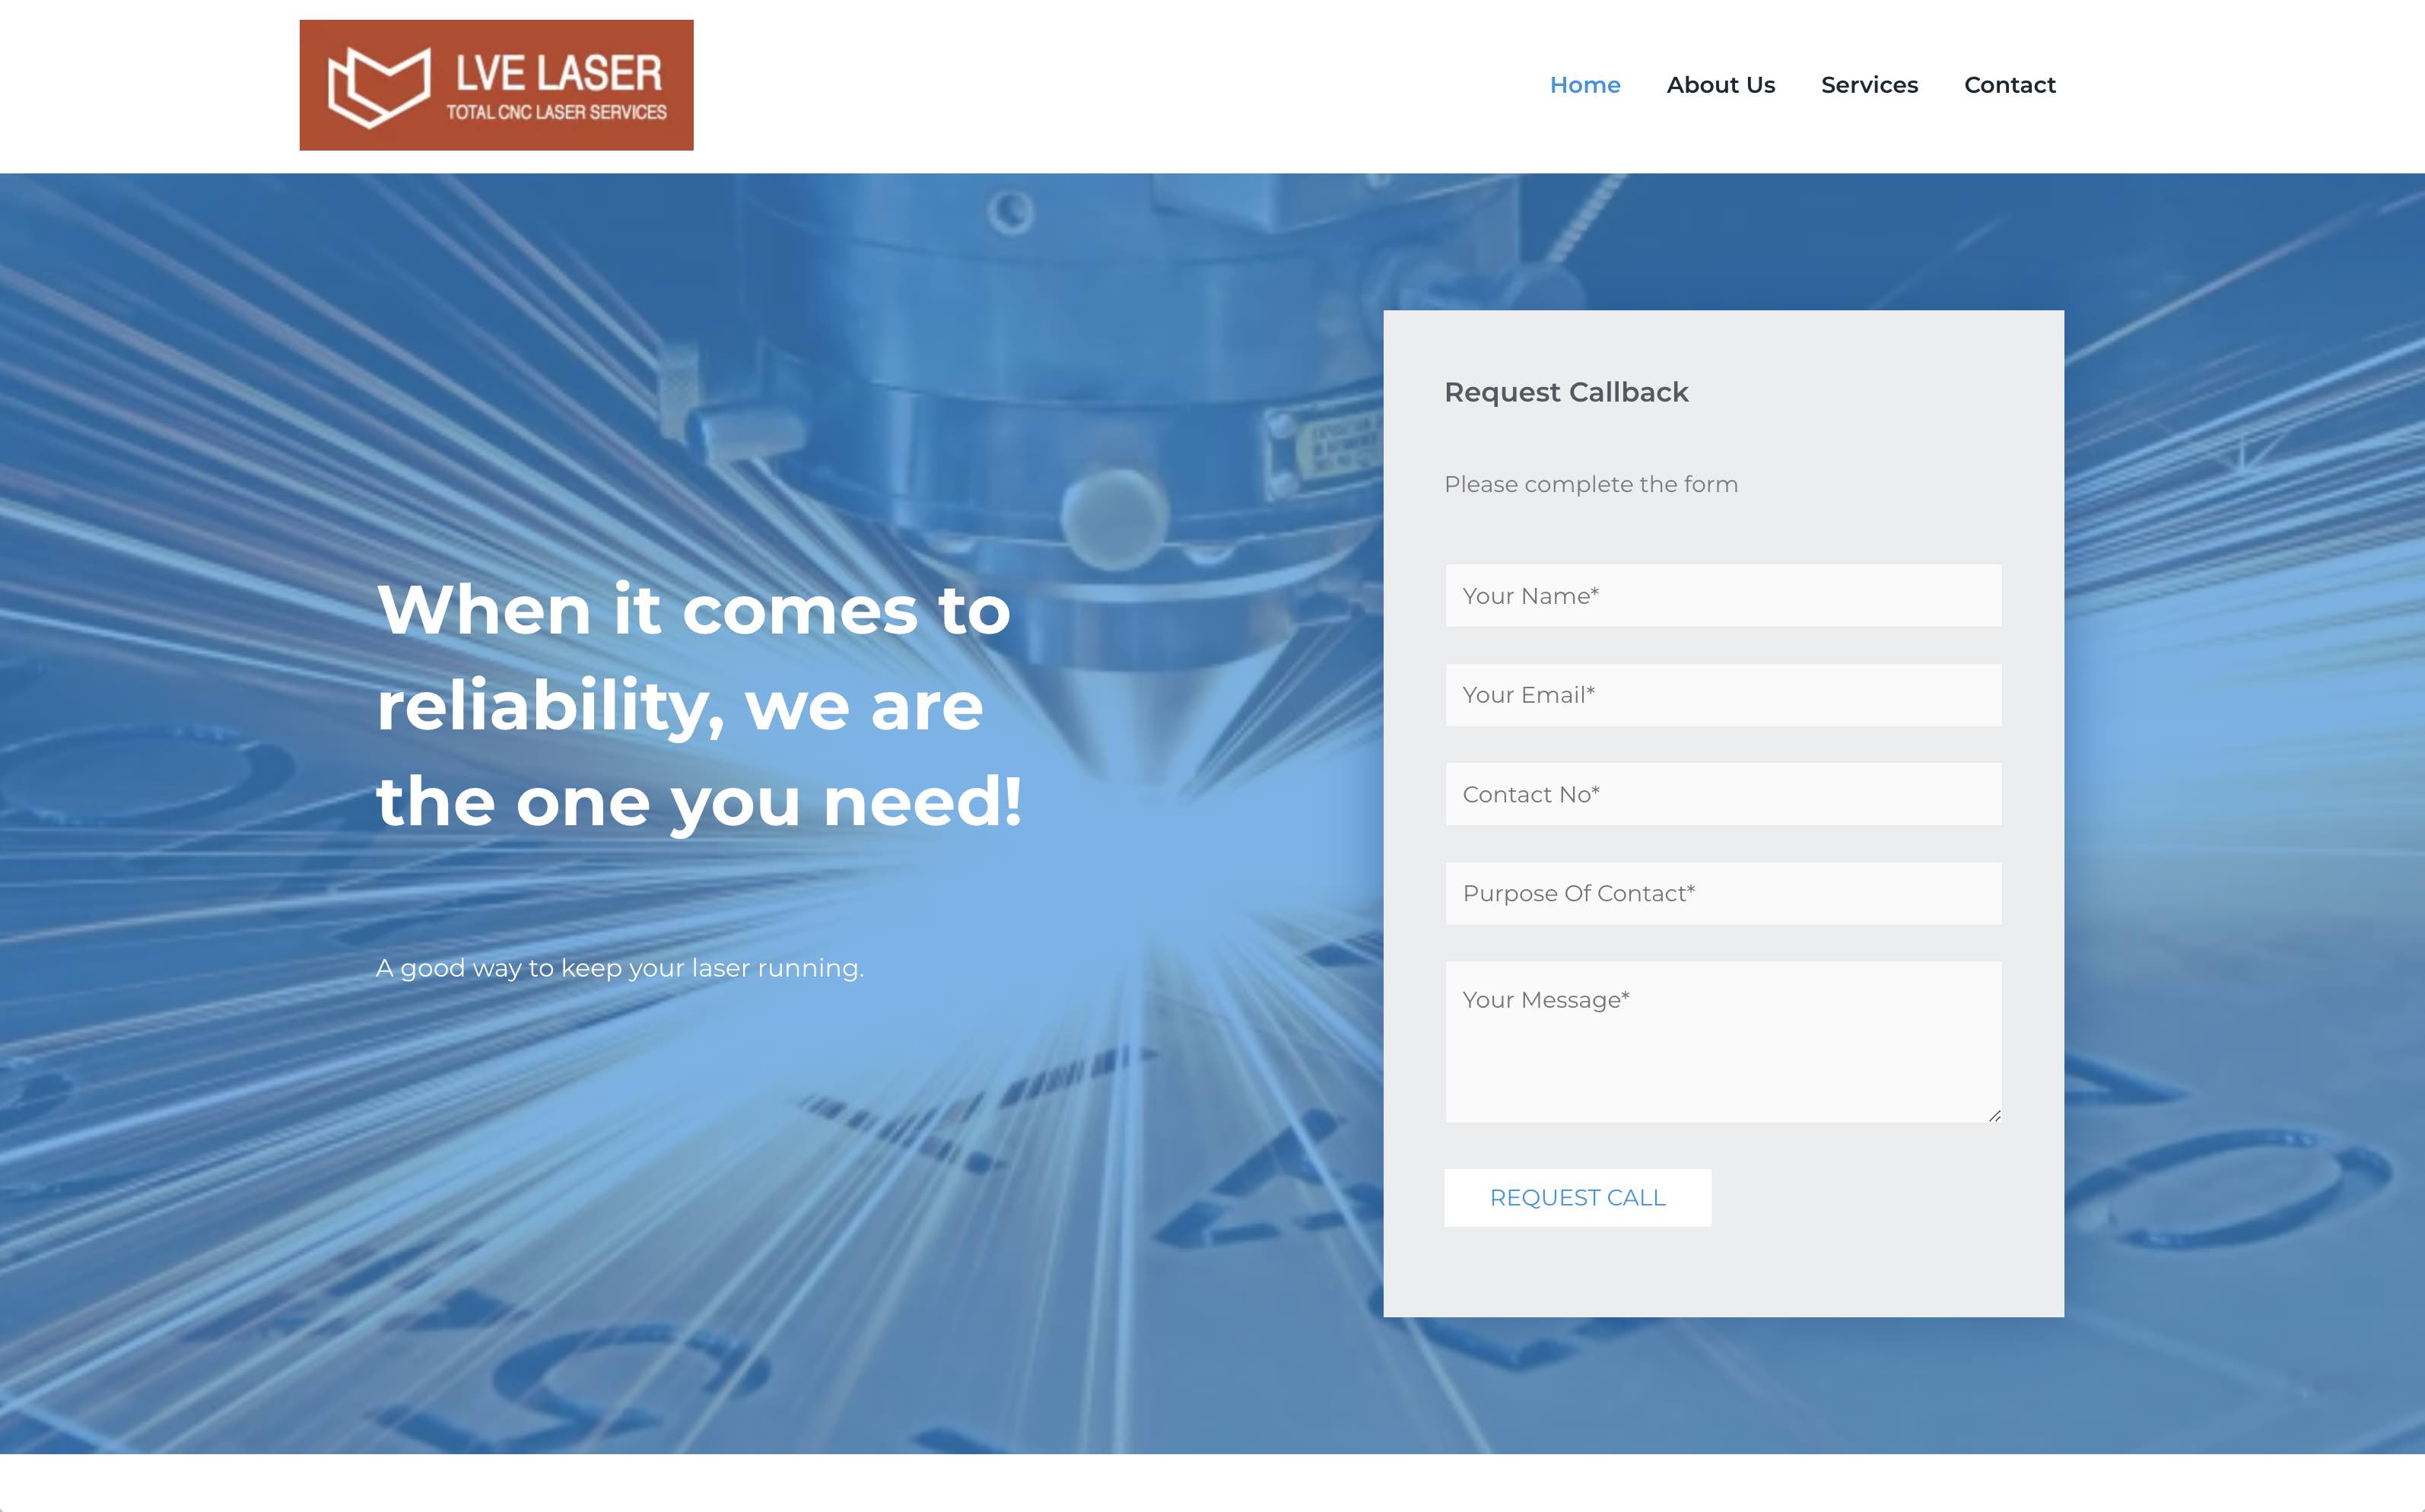 LVE LASER
TOTAL CNC LASER SERVICES
Home
About Us
Services
Contact
When it comes to
reliability, we are
the one you need!
A good way to keep your laser running.
Request Callback
Please complete the form
Your Name*
Your Email*
Contact No*
Purpose Of Contact*
Your Message*
REQUEST CALL